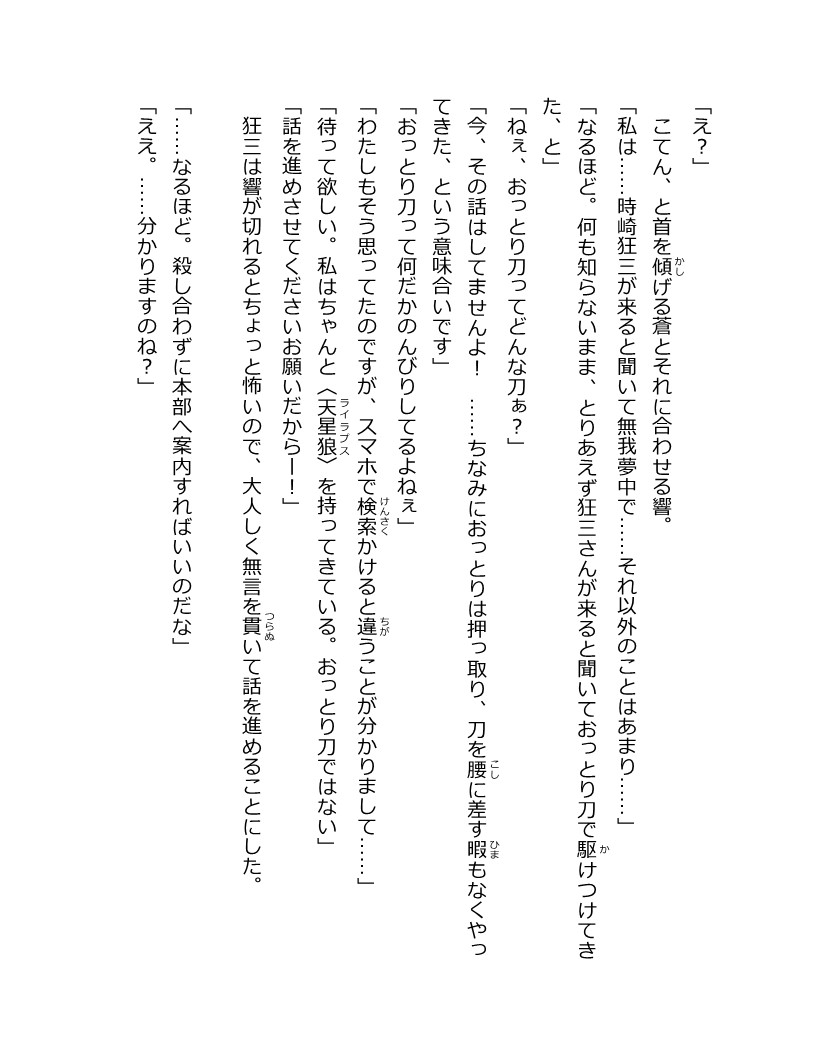 「え？」
　こてん、と首を傾げる蒼とそれに合わせる響。
「私は……時崎狂三が来ると聞いて無我夢中で……それ以外のことはあまり……」
「なるほど。何も知らないまま、とりあえず狂三さんが来ると聞いておっとり刀で駆けつけてき
た、と」
「ねぇ、おっとり刀ってどんな刀ぁ？」
「今、その話はしてませんよ！　……ちなみにおっとりは押っ取り、刀を腰に差す暇もなくやっ
てきた、という意味合いです」
「おっとり刀って何だかのんびりしてるよねぇ」
「わたしもそう思ってたのですが、スマホで検索かけると違うことが分かりまして……」
「待って欲しい。私はちゃんと〈天星狼〉を持ってきている。おっとり刀ではない」
「話を進めさせてくださいお願いだからー！」
　狂三は響が切れるとちょっと怖いので、大人しく無言を貫いて話を進めることにした。
「……なるほど。殺し合わずに本部へ案内すればいいのだな」
「ええ。……分かりますのね？」